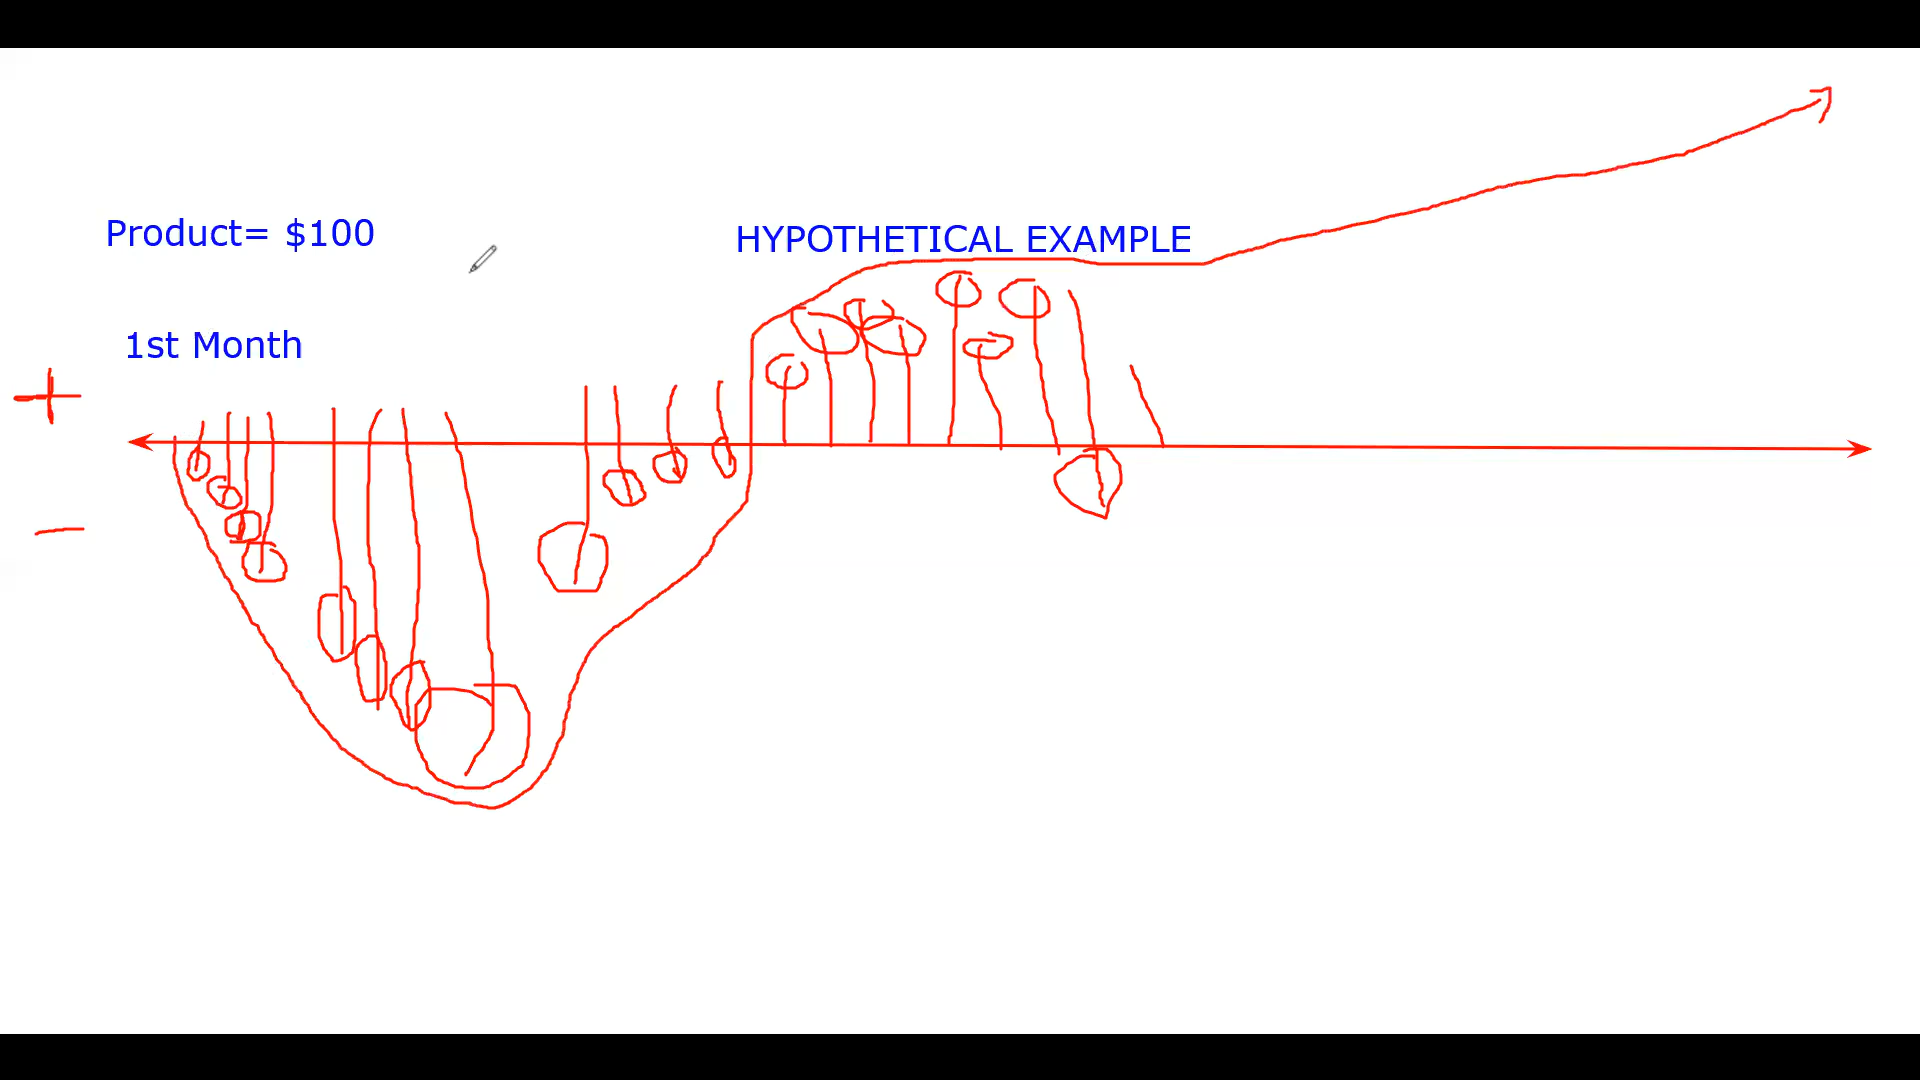 Product= $100
HYPOTHETICAL EXAMPLE
1st Month
+
-